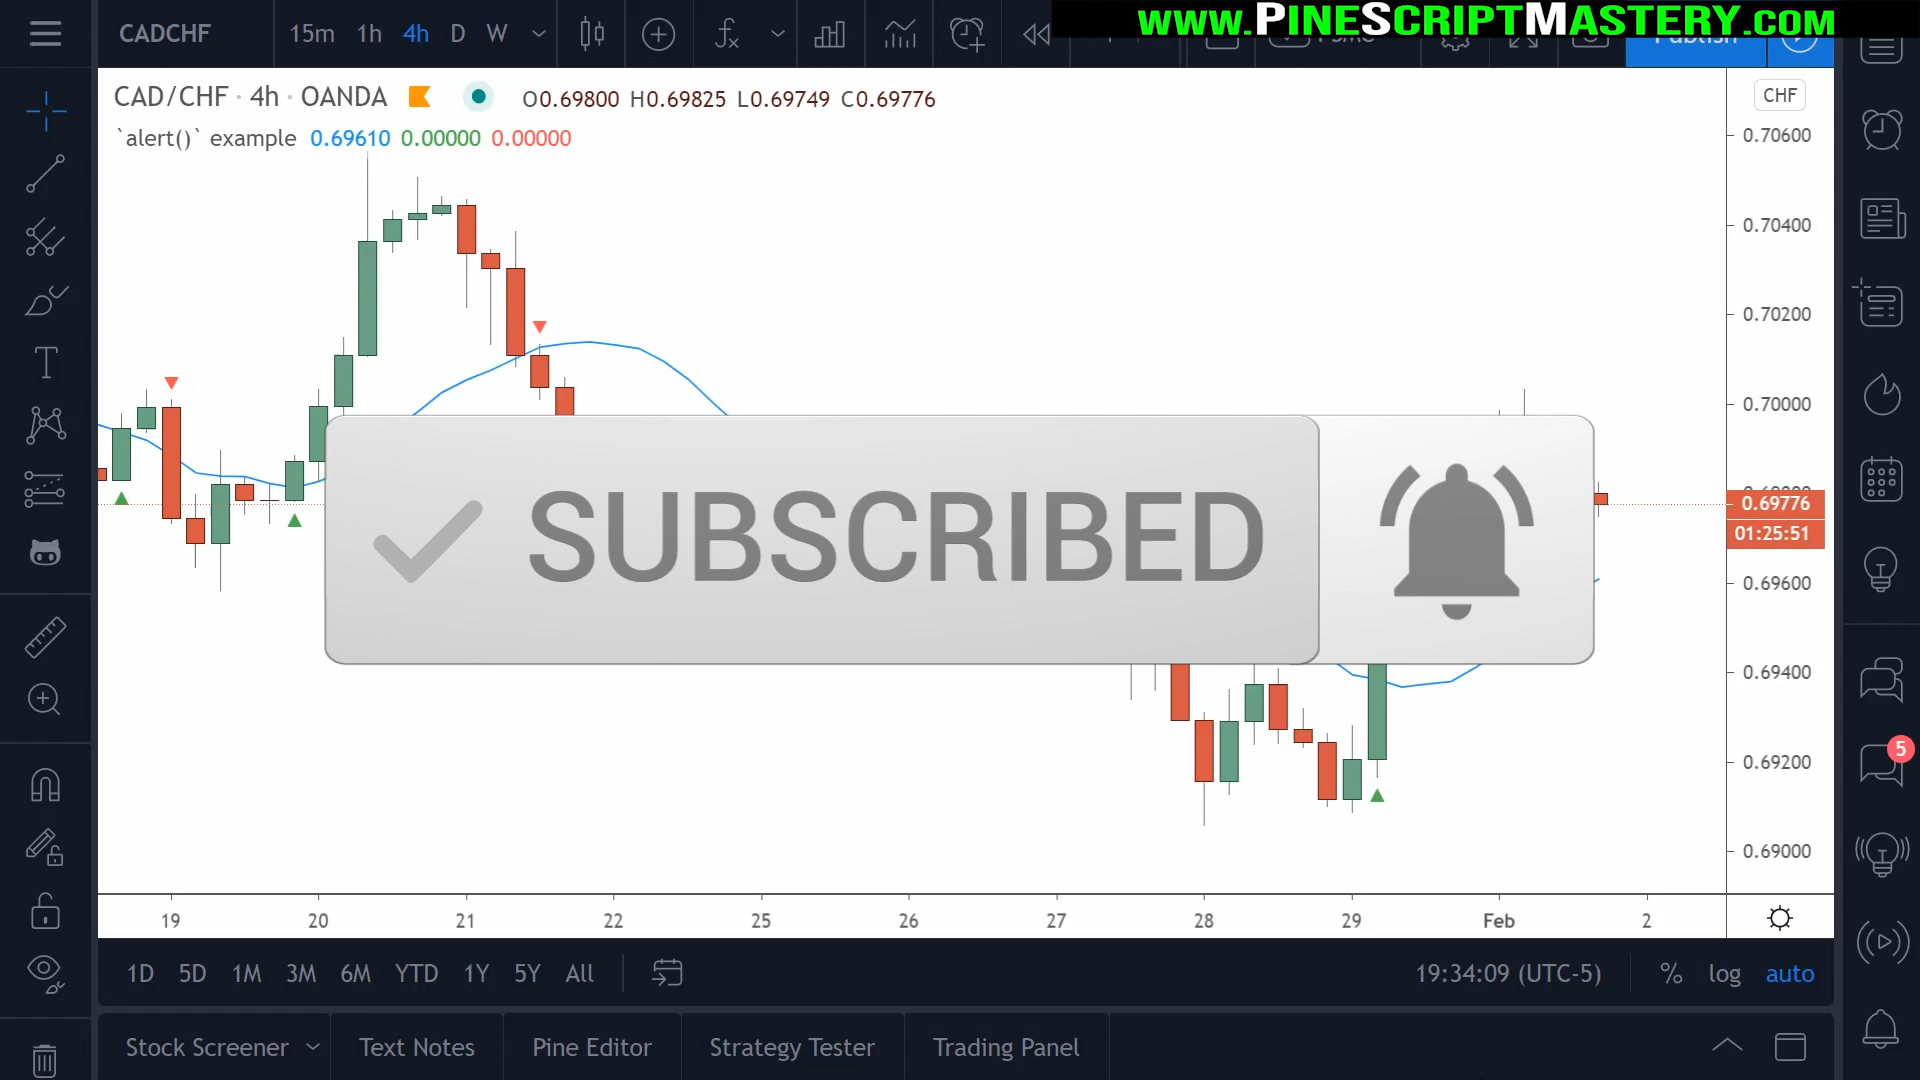 www.PineScriptMastery.com
CADCHF
15m 1h 4h D W
Publish
CAD/CHF · 4h · OANDA O0.69800 H0.69825 L0.69749 C0.69776
CHF
`alert()` example 0.69610 0.00000 0.00000
0.70600
0.70400
0.70200
0.70000
SUBSCRIBED
0.69776
01:25:51
0.69600
0.69400
0.69200
5
0.69000
19 20 21 22 25 26 27 28 29 Feb 2
1D 5D 1M 3M 6M YTD 1Y 5Y All 19:34:09 (UTC-5) % log auto
Stock Screener Text Notes Pine Editor Strategy Tester Trading Panel